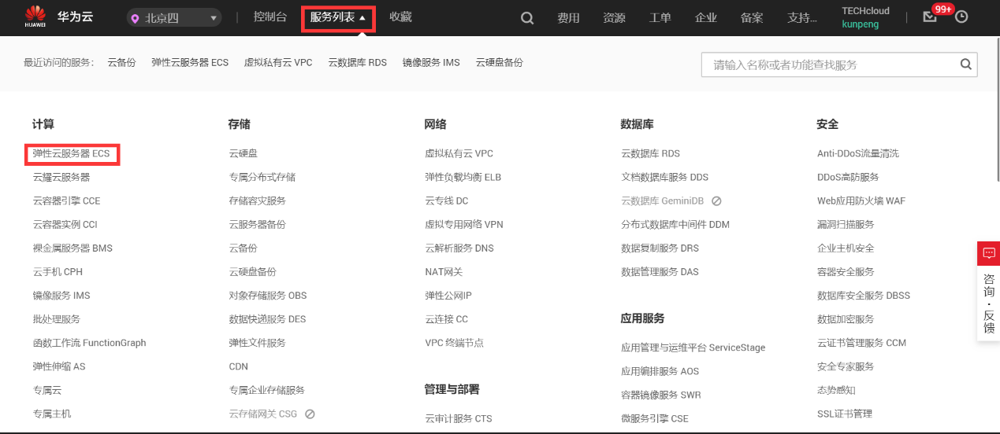 HUAWEI
华为云
北京四
控制台
服务列表
收藏
费用
资源
工单
企业
备案
支持...
TECHcloud
kunpeng
99+
最近访问的服务：
云备份
弹性云服务器 ECS
虚拟私有云 VPC
云数据库 RDS
镜像服务 IMS
云硬盘备份
请输入名称或者功能查找服务
计算
弹性云服务器 ECS
云耀云服务器
云容器引擎 CCE
云容器实例 CCI
裸金属服务器 BMS
云手机 CPH
镜像服务 IMS
批处理服务
函数工作流 FunctionGraph
弹性伸缩 AS
专属云
专属主机
存储
云硬盘
专属分布式存储
存储容灾服务
云服务器备份
云备份
云硬盘备份
对象存储服务 OBS
数据快递服务 DES
弹性文件服务
CDN
专属企业存储服务
云存储网关 CSG
网络
虚拟私有云 VPC
弹性负载均衡 ELB
云专线 DC
虚拟专用网络 VPN
云解析服务 DNS
NAT网关
弹性公网IP
云连接 CC
VPC 终端节点
管理与部署
云审计服务 CTS
数据库
云数据库 RDS
文档数据库服务 DDS
云数据库 GeminiDB
分布式数据库中间件 DDM
数据复制服务 DRS
数据管理服务 DAS
应用服务
应用管理与运维平台 ServiceStage
应用编排服务 AOS
容器镜像服务 SWR
微服务引擎 CSE
安全
Anti-DDoS流量清洗
DDoS高防服务
Web应用防火墙 WAF
漏洞扫描服务
企业主机安全
容器安全服务
数据库安全服务 DBSS
数据加密服务
云证书管理服务 CCM
安全专家服务
态势感知
SSL证书管理
咨询·反馈